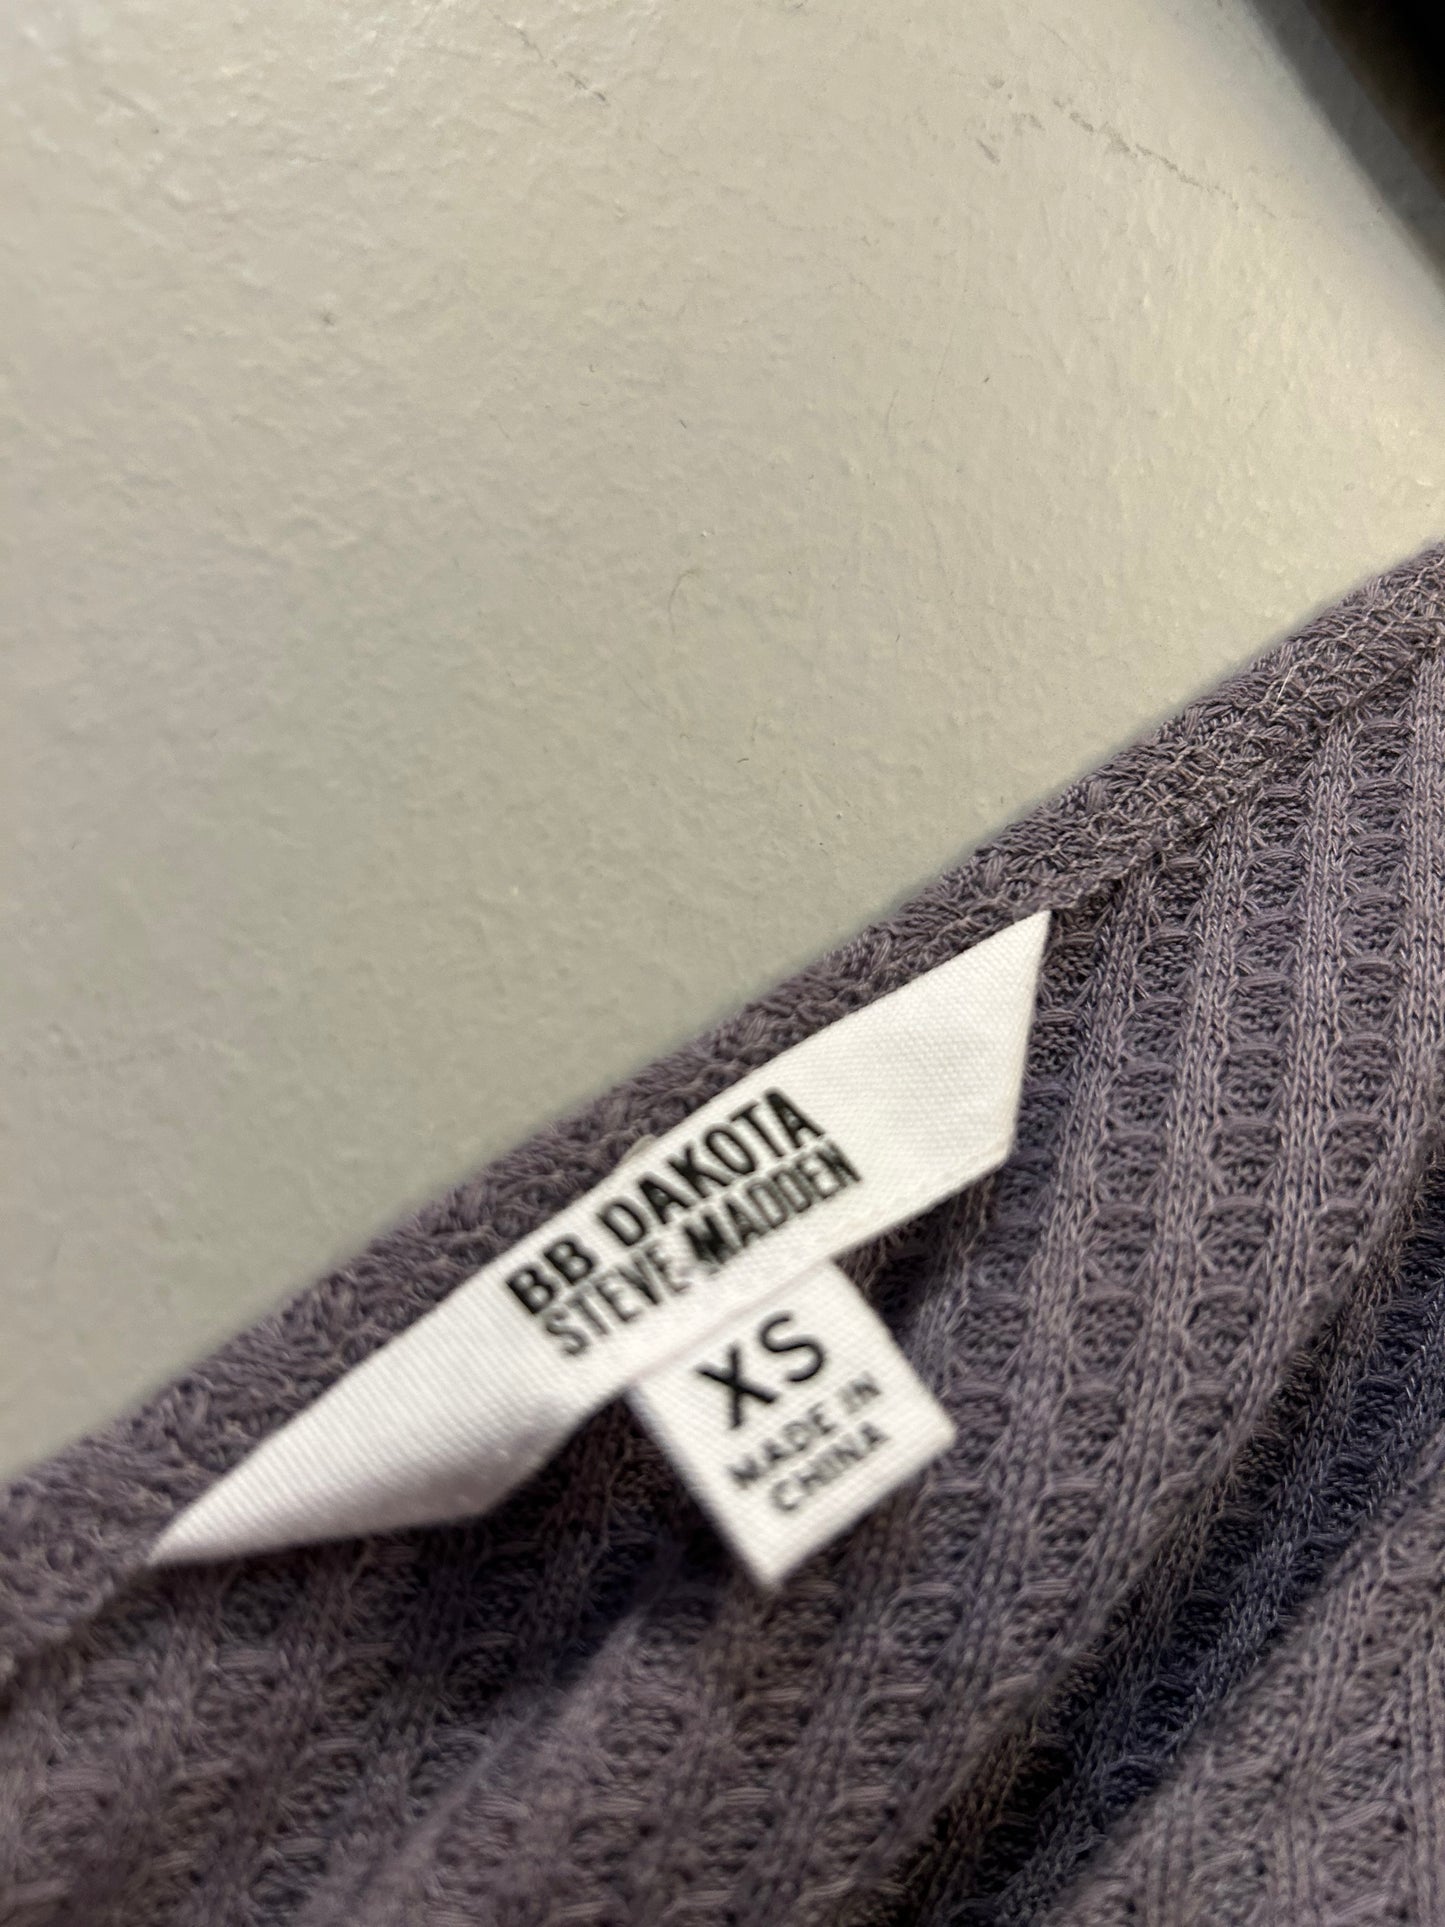 BB DAKOTA
STEVE MADDEN
XS
MADE IN
CHINA